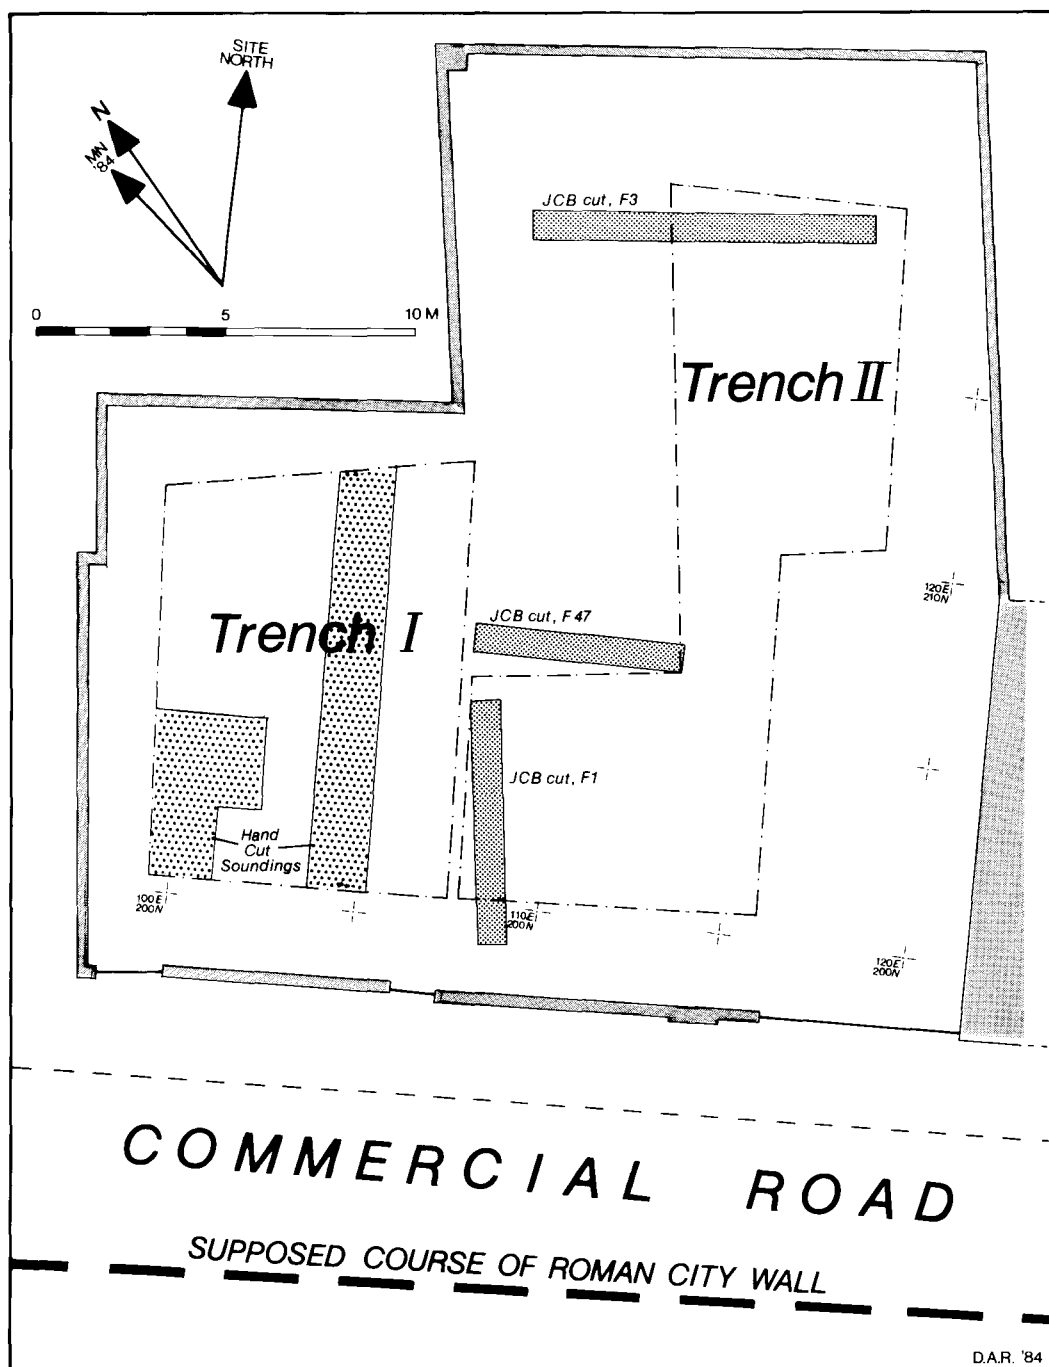 SITE
NORTH
N
MN
'84
0 5 10 M
JCB cut, F3
Trench II
120E
210N
JCB cut, F47
Trench I
JCB cut, F1
Hand
Cut
Soundings
100E
200N
110E
200N
120E
200N
COMMERCIAL ROAD
SUPPOSED COURSE OF ROMAN CITY WALL
D.A.R. '84